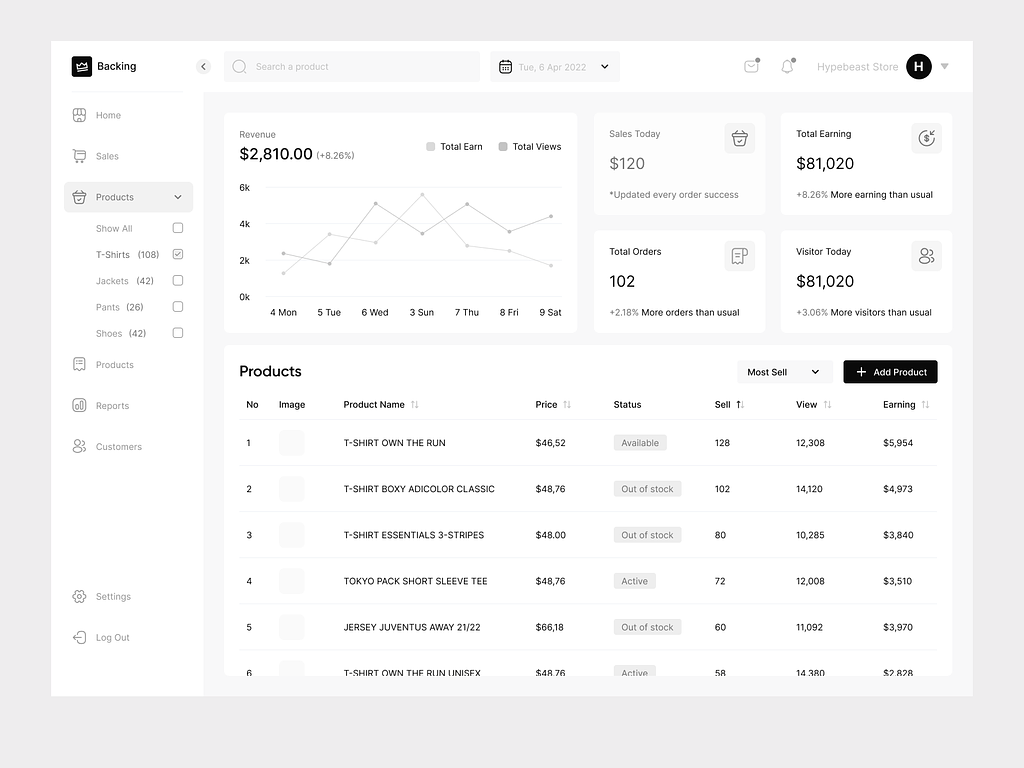 Backing
Search a product
Tue, 6 Apr 2022
Hypebeast Store
H
Home
Sales
Products
Show All
T-Shirts (108)
Jackets (42)
Pants (26)
Shoes (42)
Products
Reports
Customers
Settings
Log Out
Revenue
$2,810.00 (+8.26%)
Total Earn
Total Views
6k
4k
2k
0k
4 Mon 5 Tue 6 Wed 3 Sun 7 Thu 8 Fri 9 Sat
Sales Today
$120
*Updated every order success
Total Earning
$81,020
+8.26% More earning than usual
Total Orders
102
+2.18% More orders than usual
Visitor Today
$81,020
+3.06% More visitors than usual
Products
Most Sell
Add Product
No Image Product Name Price Status Sell View Earning
1 T-SHIRT OWN THE RUN $46,52 Available 128 12,308 $5,954
2 T-SHIRT BOXY ADICOLOR CLASSIC $48,76 Out of stock 102 14,120 $4,973
3 T-SHIRT ESSENTIALS 3-STRIPES $48.00 Out of stock 80 10,285 $3,840
4 TOKYO PACK SHORT SLEEVE TEE $48,76 Active 72 12,008 $3,510
5 JERSEY JUVENTUS AWAY 21/22 $66,18 Out of stock 60 11,092 $3,970
6 T-SHIRT OWN THE RUN UNISEX $48,76 Active 58 14,380 $2,828